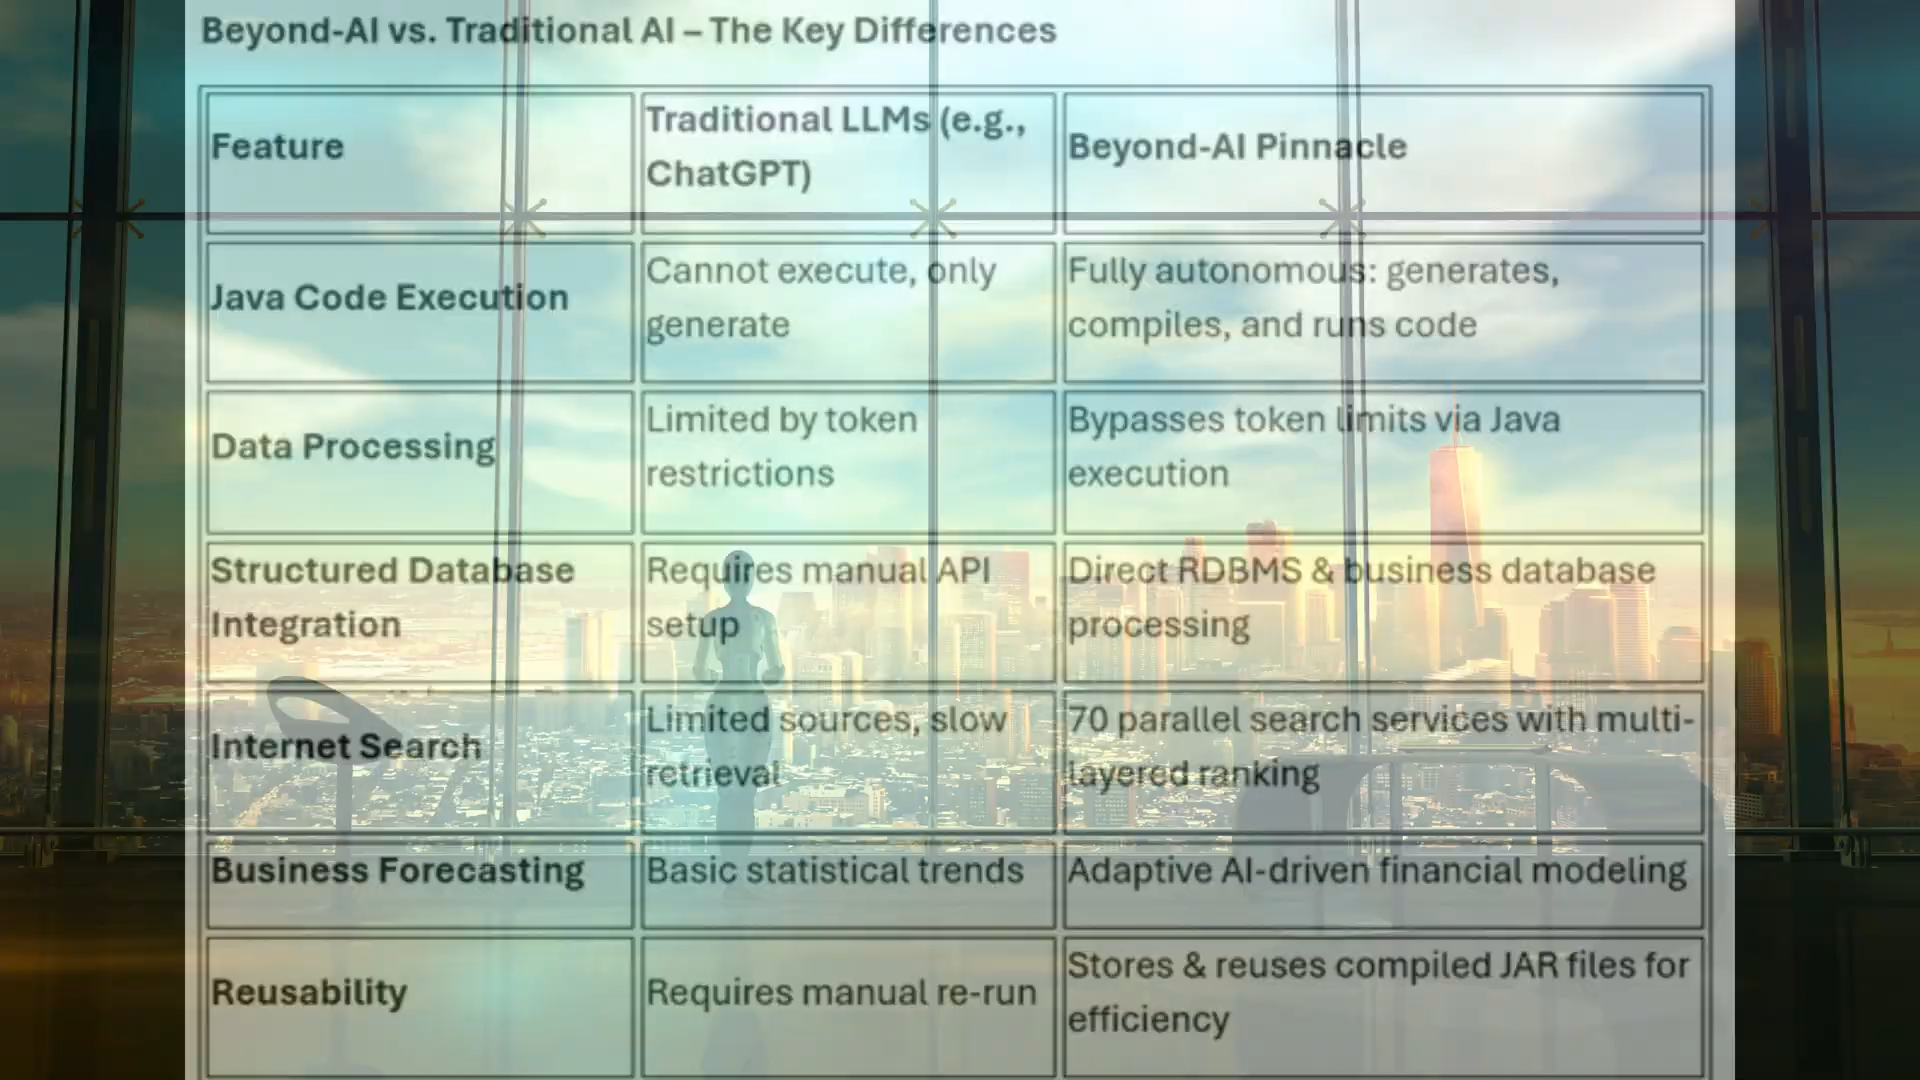 Beyond-AI vs. Traditional AI – The Key Differences
Feature
Traditional LLMs (e.g.,
ChatGPT)
Beyond-AI Pinnacle
Java Code Execution
Cannot execute, only
generate
Fully autonomous: generates,
compiles, and runs code
Data Processing
Limited by token
restrictions
Bypasses token limits via Java
execution
Structured Database
Integration
Requires manual API
setup
Direct RDBMS & business database
processing
Internet Search
Limited sources, slow
retrieval
70 parallel search services with multi-
layered ranking
Business Forecasting
Basic statistical trends
Adaptive AI-driven financial modeling
Reusability
Requires manual re-run
Stores & reuses compiled JAR files for
efficiency